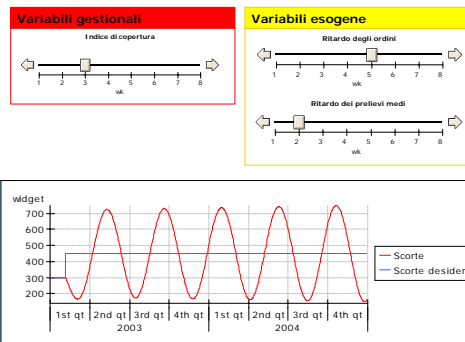 Variabili gestionali
Indice di copertura
1 2 3 4 5 6 7 8
wk
Variabili esogene
Ritardo degli ordini
1 2 3 4 5 6 7 8
wk
Ritardo dei prelievi medi
1 2 3 4 5 6 7 8
wk
widget
700
600
500
400
300
200
1st qt 2nd qt 3rd qt 4th qt 1st qt 2nd qt 3rd qt 4th qt
2003 2004
Scorte
Scorte desider